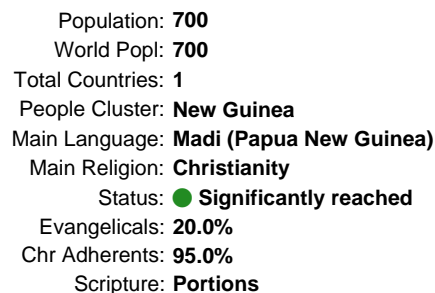 Population: 700
World Popl: 700
Total Countries: 1
People Cluster: New Guinea
Main Language: Madi (Papua New Guinea)
Main Religion: Christianity
Status: Significantly reached
Evangelicals: 20.0%
Chr Adherents: 95.0%
Scripture: Portions